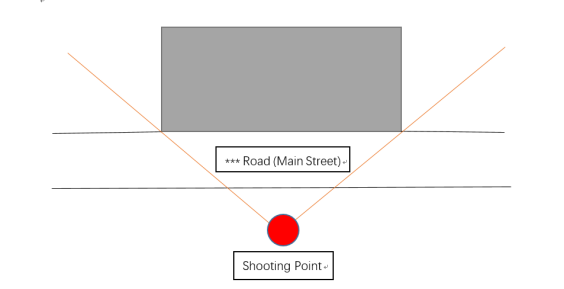 *** Road (Main Street)
Shooting Point